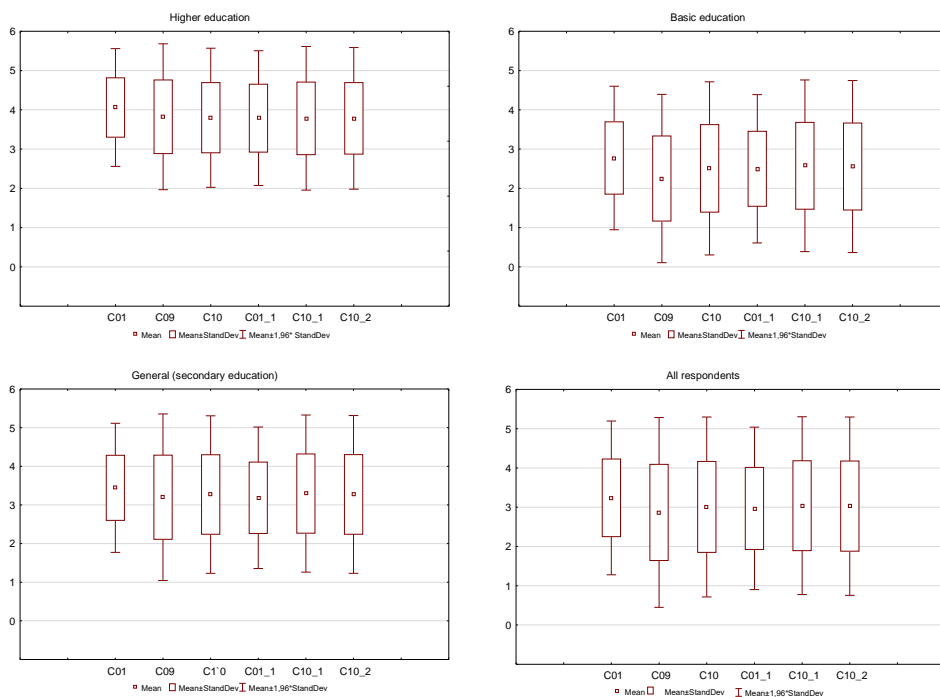 Higher education
6
5
4
3
2
1
0
C01 C09 C10 C01_1 C10_1 C10_2
Mean Mean±StandDev Mean±1,96* StandDev
Basic education
6
5
4
3
2
1
0
C01 C09 C10 C01_1 C10_1 C10_2
Mean Mean±StandDev Mean±1,96*StandDev
General (secondary education)
6
5
4
3
2
1
0
C01 C09 C1`0 C01_1 C10_1 C10_2
Mean Mean±StandDev Mean±1,96*StandDev
All respondents
6
5
4
3
2
1
0
C01 C09 C10 C01_1 C10_1 C10_2
Mean Mean±StandDev Mean±1,96*StandDev